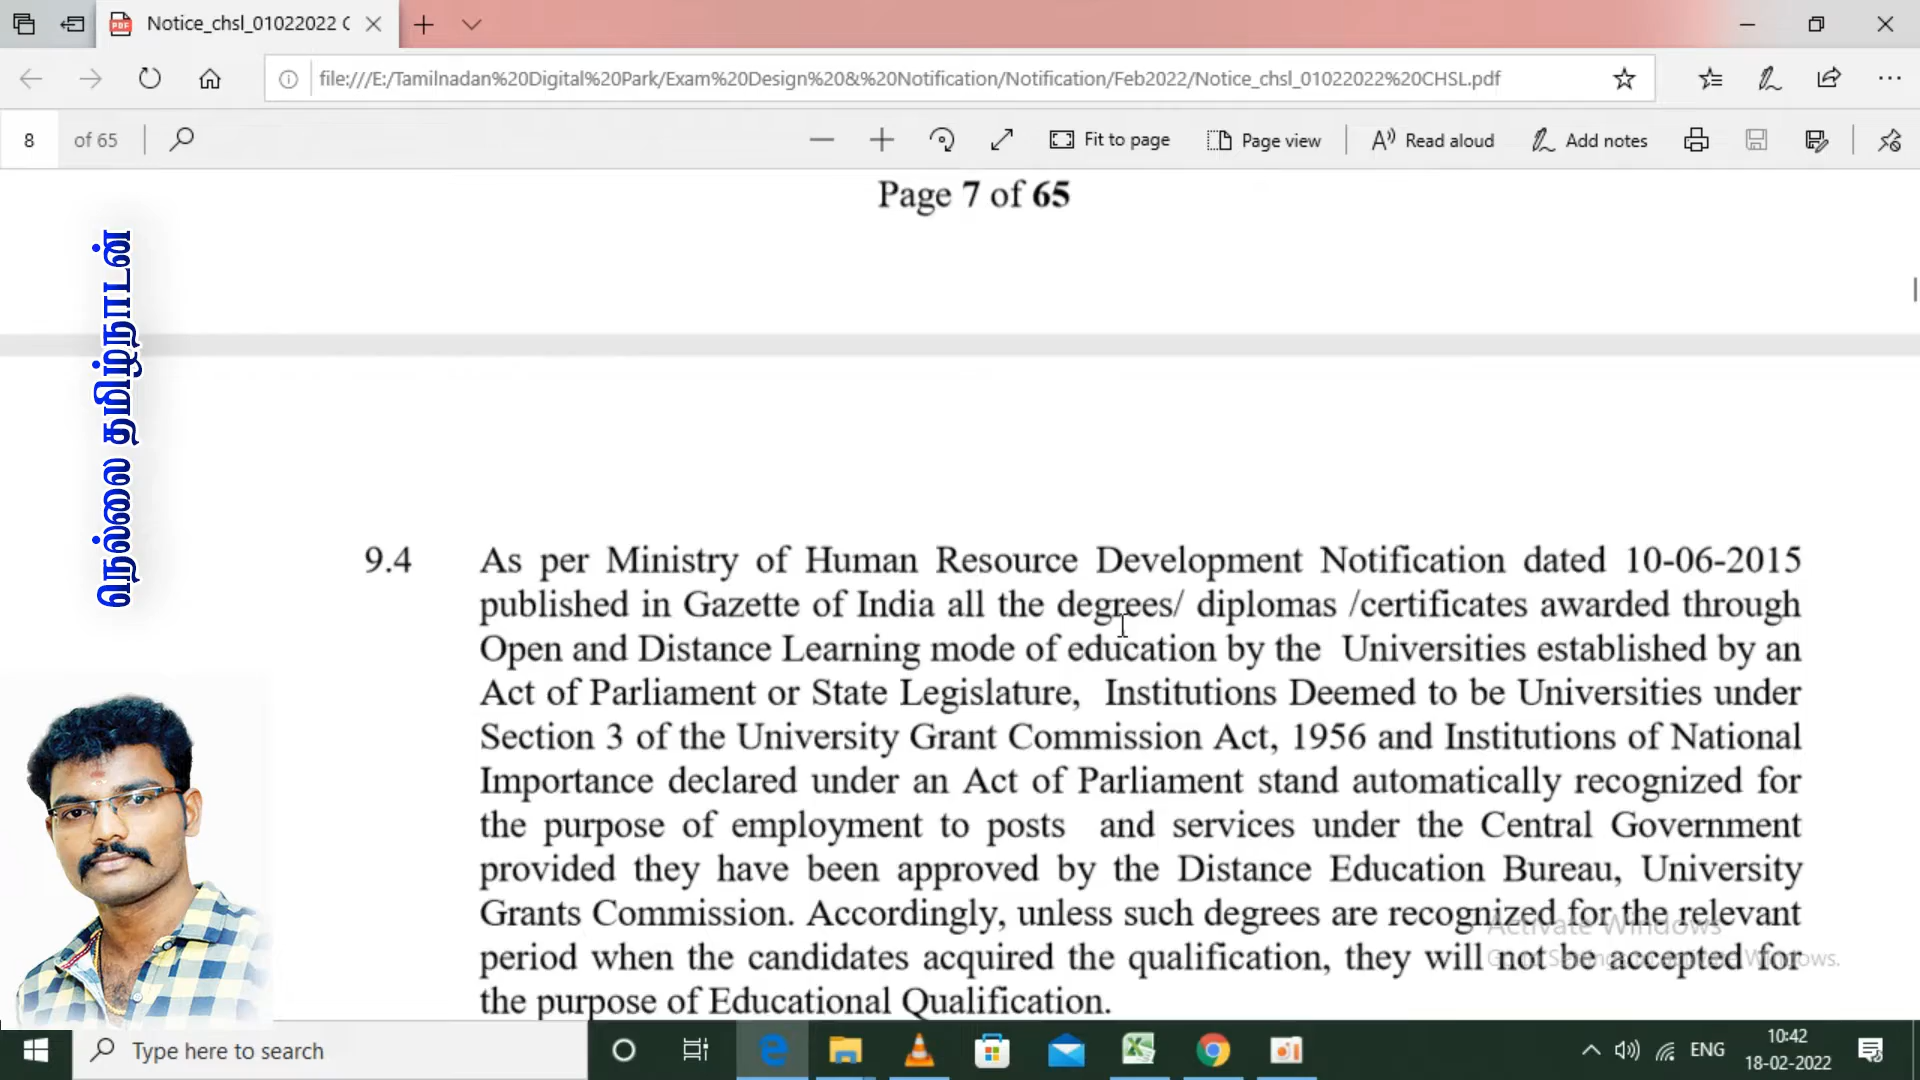 Notice_chsl_01022022 C
file:///E:/Tamilnadan%20Digital%20Park/Exam%20Design%20&%20Notification/Notification/Feb2022/Notice_chsl_01022022%20CHSL.pdf
8 of 65 Fit to page Page view Read aloud Add notes
Page 7 of 65
நெல்லை தமிழ்நாடன்
9.4 As per Ministry of Human Resource Development Notification dated 10-06-2015
published in Gazette of India all the degrees/ diplomas /certificates awarded through
Open and Distance Learning mode of education by the Universities established by an
Act of Parliament or State Legislature, Institutions Deemed to be Universities under
Section 3 of the University Grant Commission Act, 1956 and Institutions of National
Importance declared under an Act of Parliament stand automatically recognized for
the purpose of employment to posts and services under the Central Government
provided they have been approved by the Distance Education Bureau, University
Grants Commission. Accordingly, unless such degrees are recognized for the relevant
period when the candidates acquired the qualification, they will not be accepted for
the purpose of Educational Qualification.
Activate Windows
Go to Settings to activate Windows.
Type here to search
ENG
10:42
18-02-2022